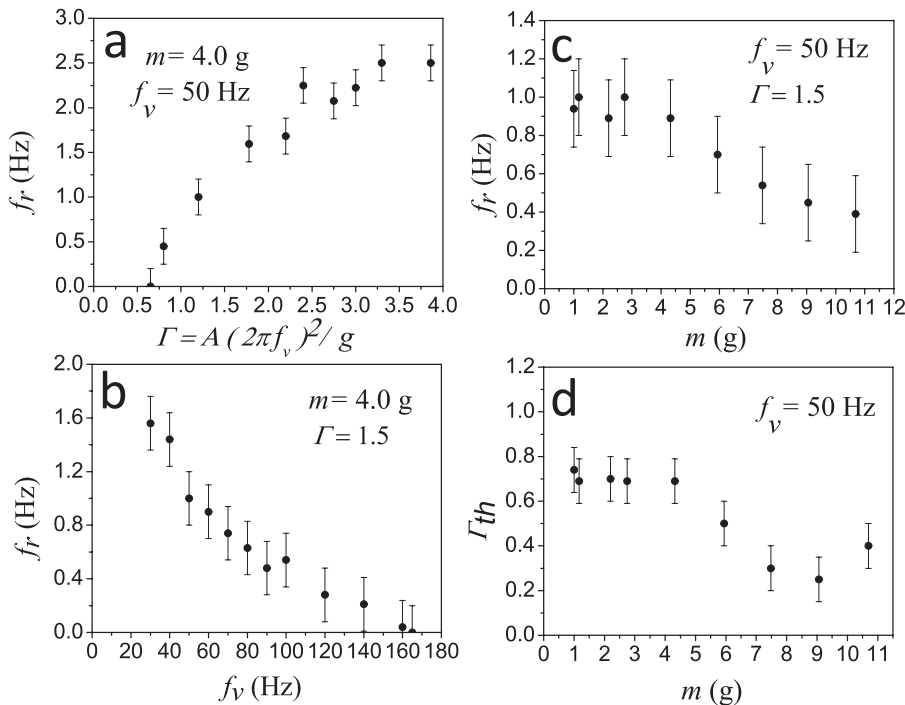 a
m = 4.0 g
f_v = 50 Hz
f_r (Hz)
3.0
2.5
2.0
1.5
1.0
0.5
0.0
0.0 0.5 1.0 1.5 2.0 2.5 3.0 3.5 4.0
Γ = A (2πf_v)^2 / g
c
f_v = 50 Hz
Γ = 1.5
f_r (Hz)
1.4
1.2
1.0
0.8
0.6
0.4
0.2
0.0
0 1 2 3 4 5 6 7 8 9 10 11 12
m (g)
b
m = 4.0 g
Γ = 1.5
f_r (Hz)
2.0
1.6
1.2
0.8
0.4
0.0
0 20 40 60 80 100 120 140 160 180
f_v (Hz)
d
f_v = 50 Hz
Γ_th
1.2
1.0
0.8
0.6
0.4
0.2
0.0
0 1 2 3 4 5 6 7 8 9 10 11
m (g)